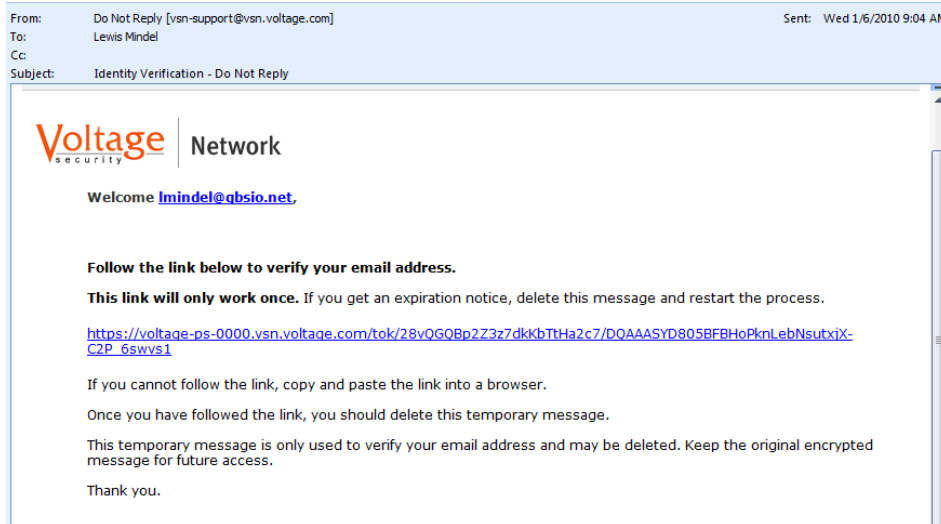 From: Do Not Reply [vsn-support@vsn.voltage.com] Sent: Wed 1/6/2010 9:04 AM
To: Lewis Mindel
Cc:
Subject: Identity Verification - Do Not Reply
Voltage security Network
Welcome lmindel@gbsio.net,
Follow the link below to verify your email address.
This link will only work once. If you get an expiration notice, delete this message and restart the process.
https://voltage-ps-0000.vsn.voltage.com/tok/28vQGQBp2Z3z7dkKbTtHa2c7/DQAAASYD805BFBHoPknLebNsutxjX-
C2P_6swvs1
If you cannot follow the link, copy and paste the link into a browser.
Once you have followed the link, you should delete this temporary message.
This temporary message is only used to verify your email address and may be deleted. Keep the original encrypted
message for future access.
Thank you.